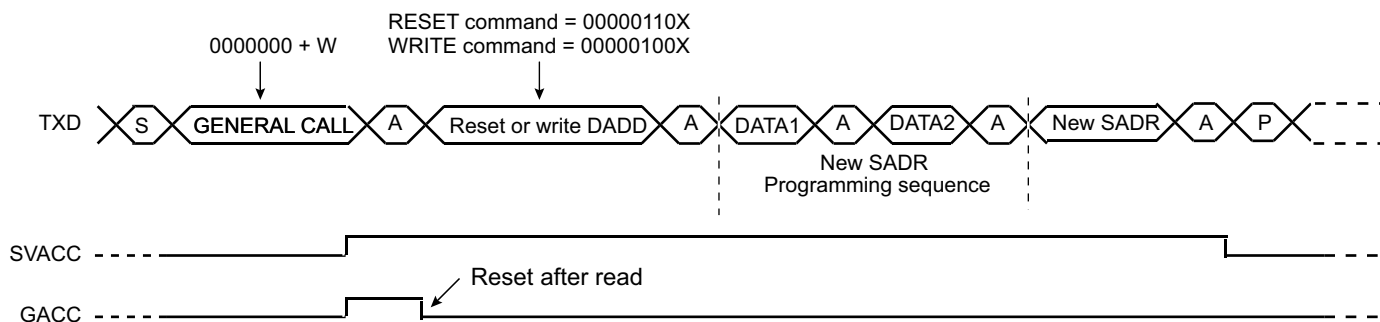 RESET command = 00000110X
0000000 + W
WRITE command = 00000100X
TXD S GENERAL CALL A Reset or write DADD A DATA1 A DATA2 A New SADR A P
New SADR
Programming sequence
SVACC
Reset after read
GACC